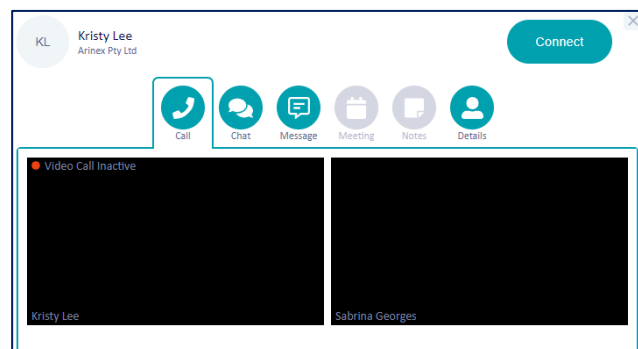 KL
Kristy Lee
Arinex Pty Ltd
Connect
Call
Chat
Message
Meeting
Notes
Details
Video Call Inactive
Kristy Lee
Sabrina Georges